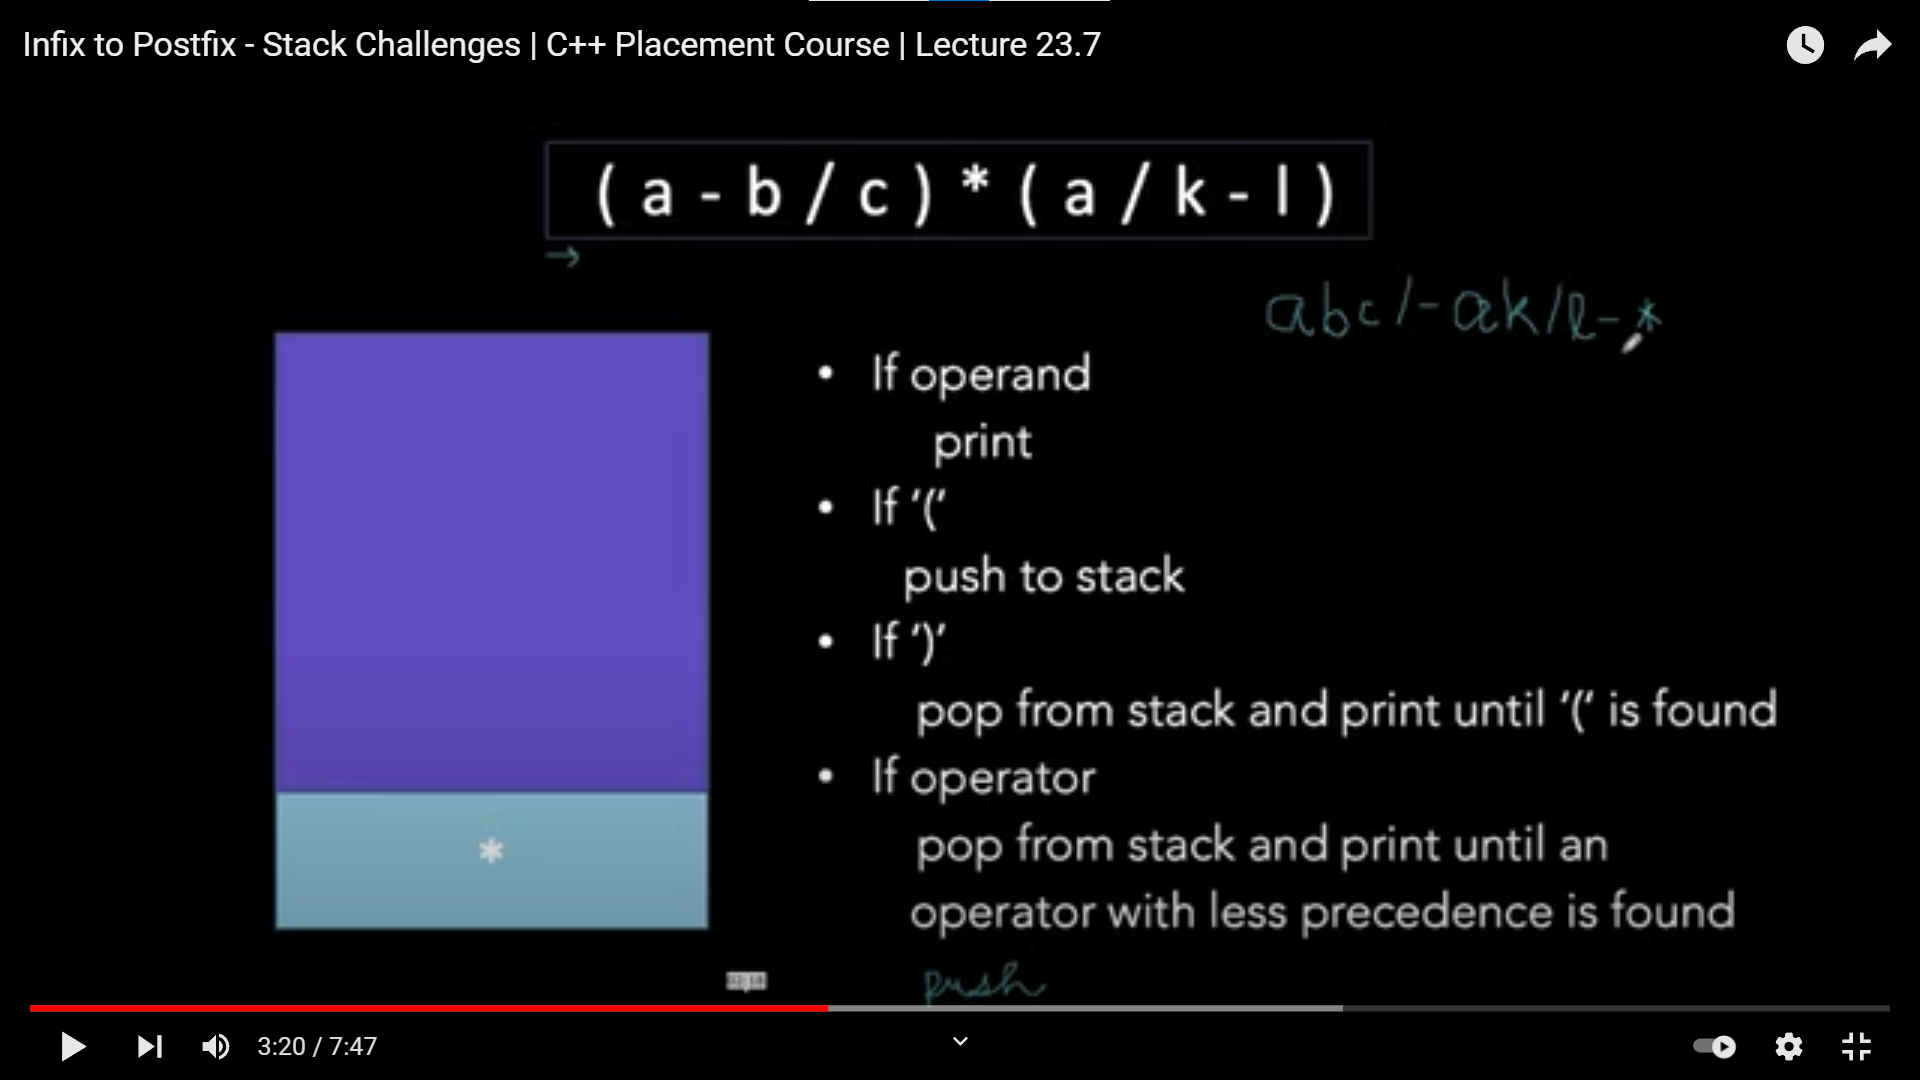 Infix to Postfix - Stack Challenges | C++ Placement Course | Lecture 23.7
( a - b / c ) * ( a / k - l )
→
abc/-ak/l-*
• If operand
print
• If ‘(‘
push to stack
• If ‘)’
pop from stack and print until ‘(‘ is found
• If operator
pop from stack and print until an
operator with less precedence is found
*
push
3:20 / 7:47